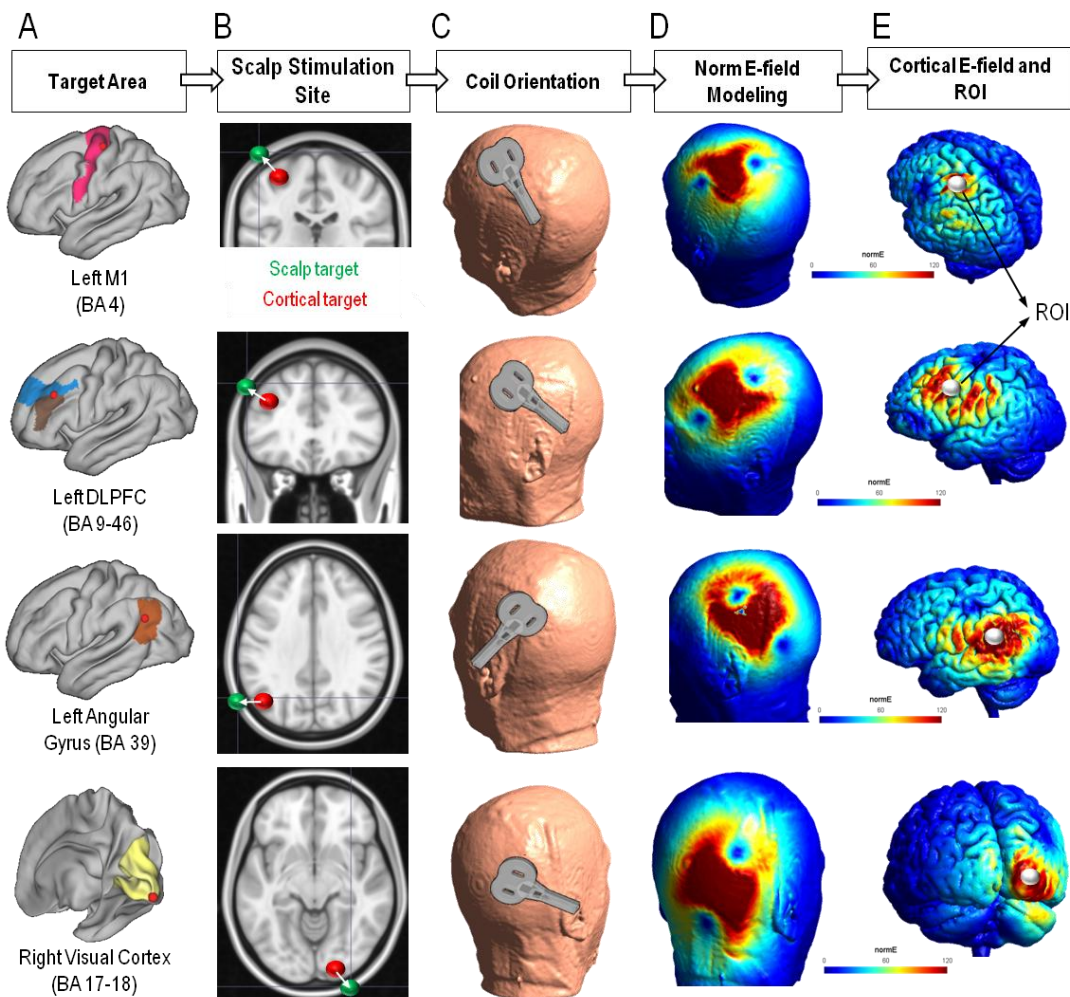 A
B
C
D
E
Target Area
Scalp Stimulation
Site
Coil Orientation
Norm E-field
Modeling
Cortical E-field and
ROI
Left M1
(BA 4)
Scalp target
Cortical target
normE
0 60 120
ROI
Left DLPFC
(BA 9-46)
normE
0 60 120
Left Angular
Gyrus (BA 39)
normE
0 60 120
Right Visual Cortex
(BA 17-18)
normE
0 60 120